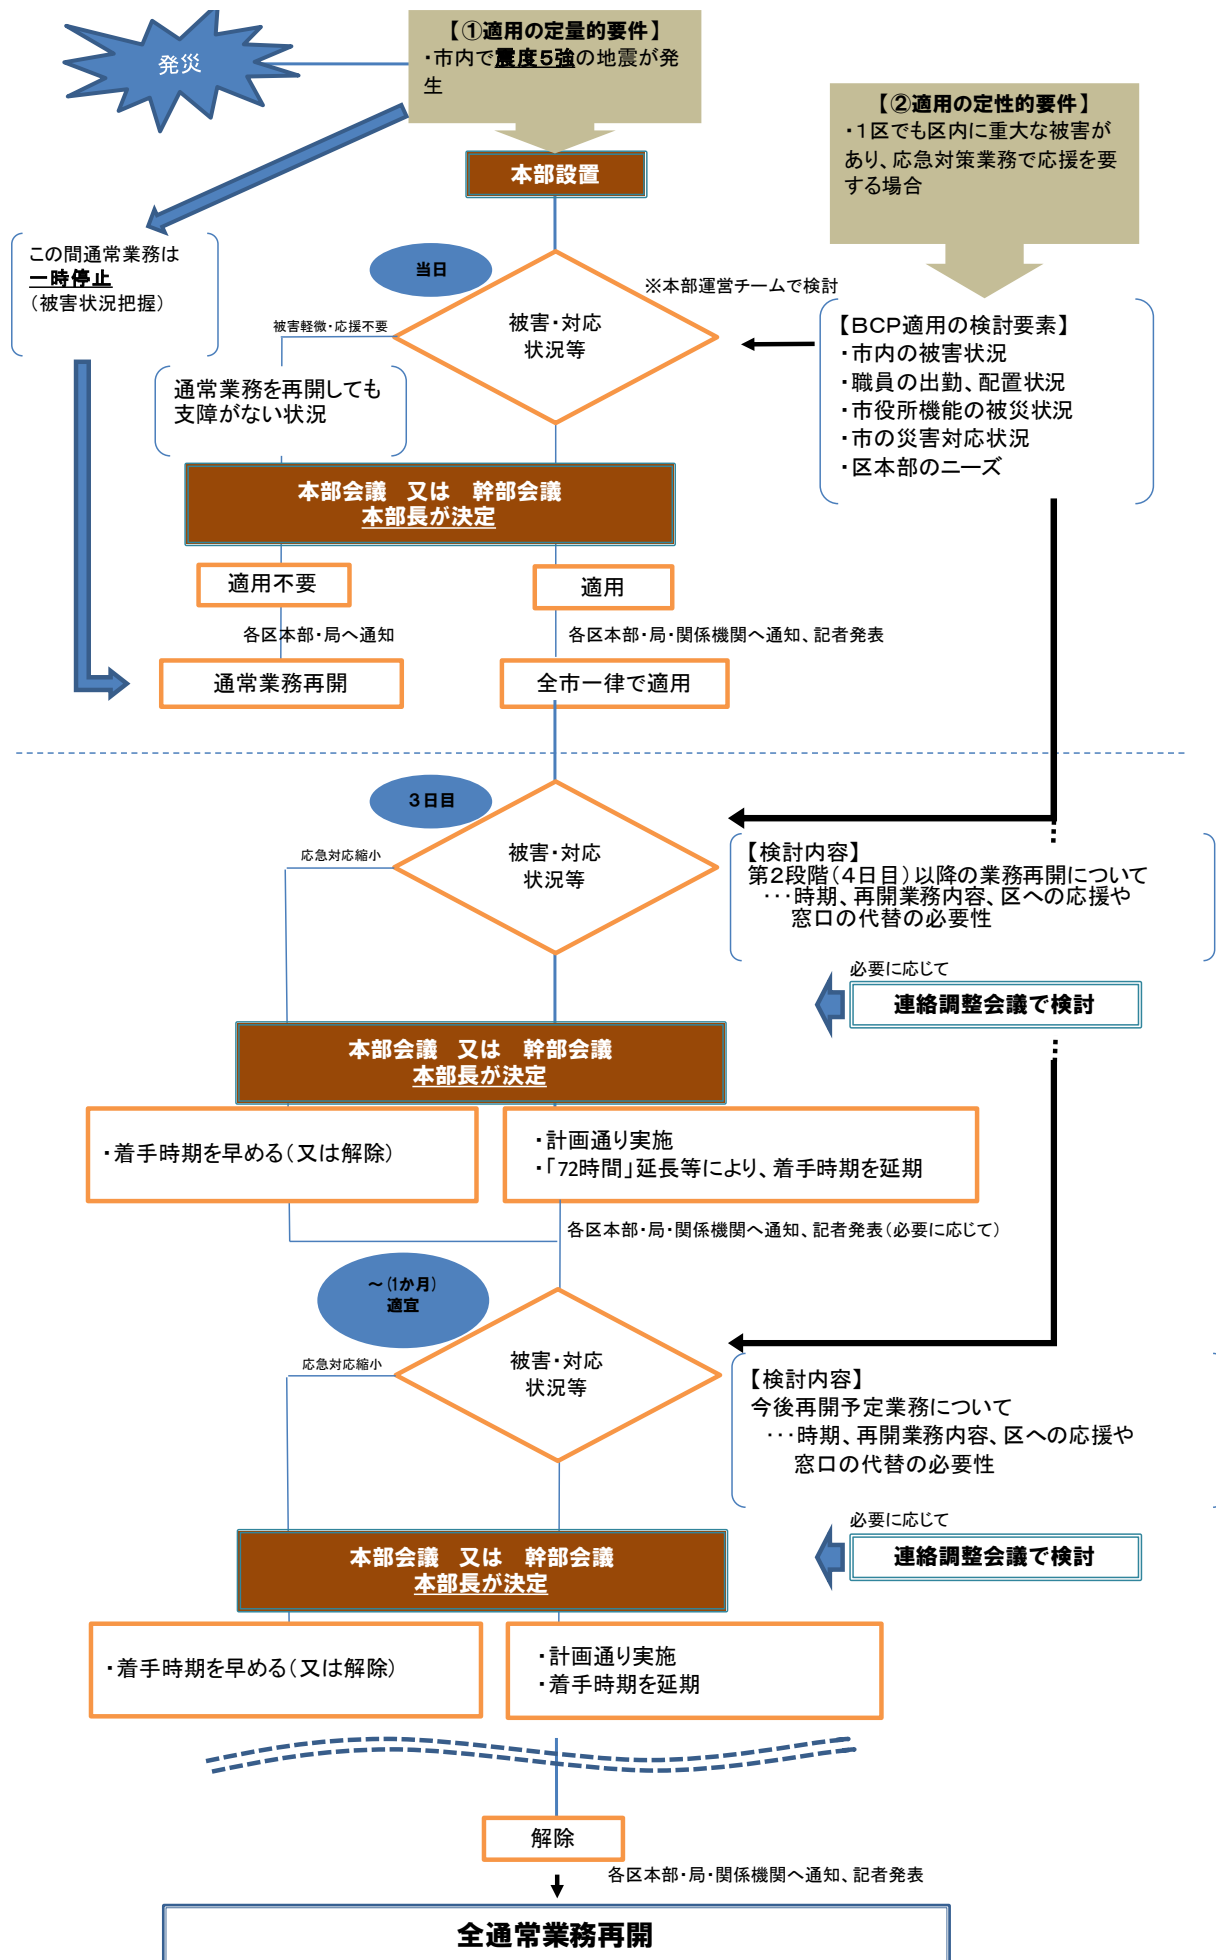 発災
【①適用の定量的要件】
・市内で震度5強の地震が発
生
【②適用の定性的要件】
・1区でも区内に重大な被害が
あり、応急対策業務で応援を要
する場合
本部設置
この間通常業務は
一時停止
(被害状況把握)
当日
※本部運営チームで検討
被害・対応
状況等
被害軽微・応援不要
【BCP適用の検討要素】
・市内の被害状況
・職員の出勤、配置状況
・市役所機能の被災状況
・市の災害対応状況
・区本部のニーズ
通常業務を再開しても
支障がない状況
本部会議 又は 幹部会議
本部長が決定
適用不要
適用
各区本部・局へ通知
各区本部・局・関係機関へ通知、記者発表
通常業務再開
全市一律で適用
3日目
被害・対応
状況等
応急対応縮小
【検討内容】
第2段階(4日目)以降の業務再開について
・・・時期、再開業務内容、区への応援や
窓口の代替の必要性
必要に応じて
連絡調整会議で検討
本部会議 又は 幹部会議
本部長が決定
・着手時期を早める(又は解除)
・計画通り実施
・「72時間」延長等により、着手時期を延期
各区本部・局・関係機関へ通知、記者発表(必要に応じて)
~(1か月)
適宜
被害・対応
状況等
応急対応縮小
【検討内容】
今後再開予定業務について
・・・時期、再開業務内容、区への応援や
窓口の代替の必要性
必要に応じて
連絡調整会議で検討
本部会議 又は 幹部会議
本部長が決定
・着手時期を早める(又は解除)
・計画通り実施
・着手時期を延期
解除
各区本部・局・関係機関へ通知、記者発表
全通常業務再開